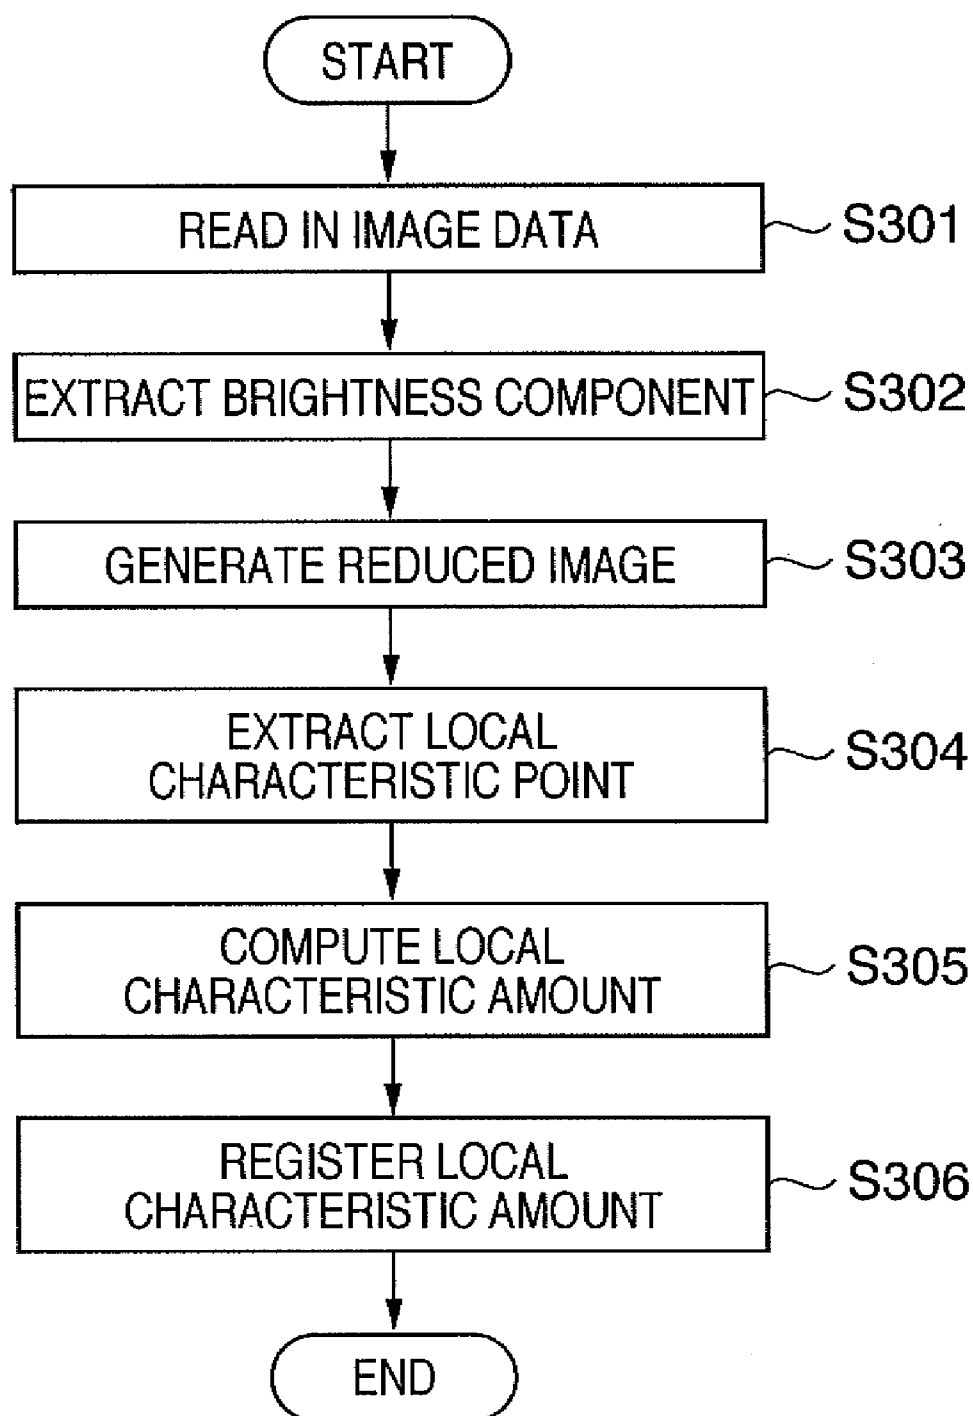 START
READ IN IMAGE DATA
S301
EXTRACT BRIGHTNESS COMPONENT
S302
GENERATE REDUCED IMAGE
S303
EXTRACT LOCAL
CHARACTERISTIC POINT
S304
COMPUTE LOCAL
CHARACTERISTIC AMOUNT
S305
REGISTER LOCAL
CHARACTERISTIC AMOUNT
S306
END